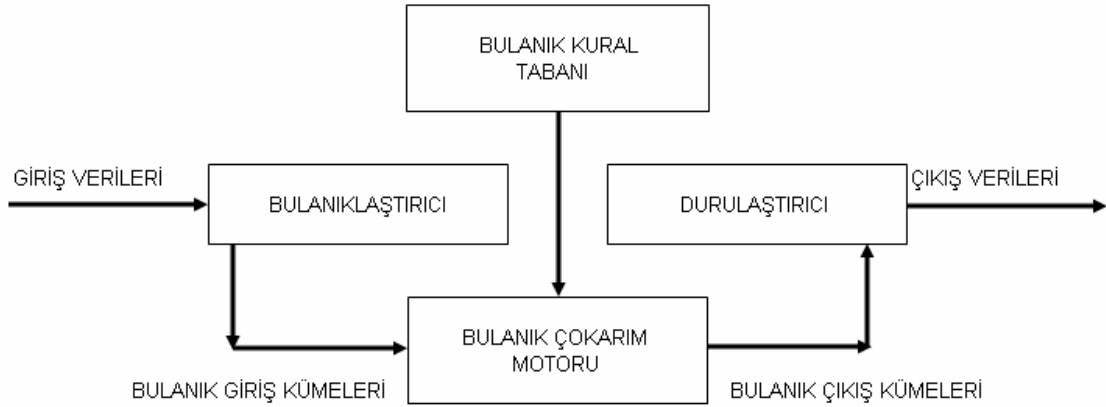 BULANIK KURAL
TABANI
GİRİŞ VERİLERİ
BULANIKLAŞTIRICI
DURULAŞTIRICI
ÇIKIŞ VERİLERİ
BULANIK ÇOKARIM
MOTORU
BULANIK GİRİŞ KÜMELERİ
BULANIK ÇIKIŞ KÜMELERİ